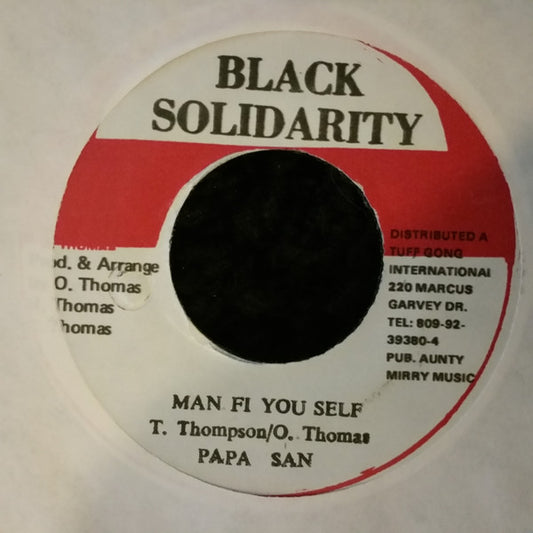 BLACK
SOLIDARITY
THOMAS
od. & Arrange
O. Thomas
Thomas
homas
DISTRIBUTED A
TUFF GONG
INTERNATIONAL
220 MARCUS
GARVEY DR.
TEL: 809-92-
39380-4
PUB. AUNTY
MIRRY MUSIC
MAN FI YOU SELF
T. Thompson/O. Thomas
PAPA SAN